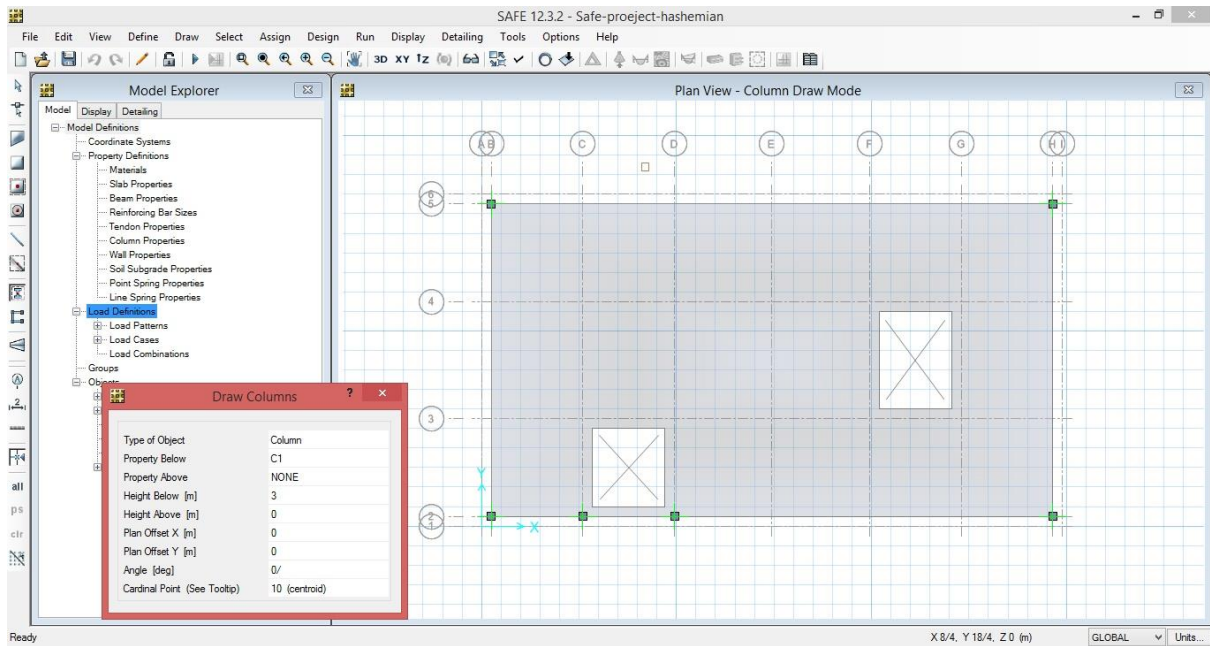 SAFE 12.3.2 - Safe-proeject-hashemian
File Edit View Define Draw Select Assign Design Run Display Detailing Tools Options Help
3D XY
Model Explorer
Model Display Detailing
Model Definitions
Coordinate Systems
Property Definitions
Materials
Slab Properties
Beam Properties
Reinforcing Bar Sizes
Tendon Properties
Column Properties
Wall Properties
Soil Subgrade Properties
Point Spring Properties
Line Spring Properties
Load Definitions
Load Patterns
Load Cases
Load Combinations
Groups
Objects
all
ps
clr
Draw Columns ?
Type of Object Column
Property Below C1
Property Above NONE
Height Below [m] 3
Height Above [m] 0
Plan Offset X [m] 0
Plan Offset Y [m] 0
Angle [deg] 0/
Cardinal Point (See Tooltip) 10 (centroid)
Plan View - Column Draw Mode
A B C D E F G H I
6
5
4
3
2
1
Y
X
Ready X 8/4, Y 18/4, Z 0 (m) GLOBAL Units...